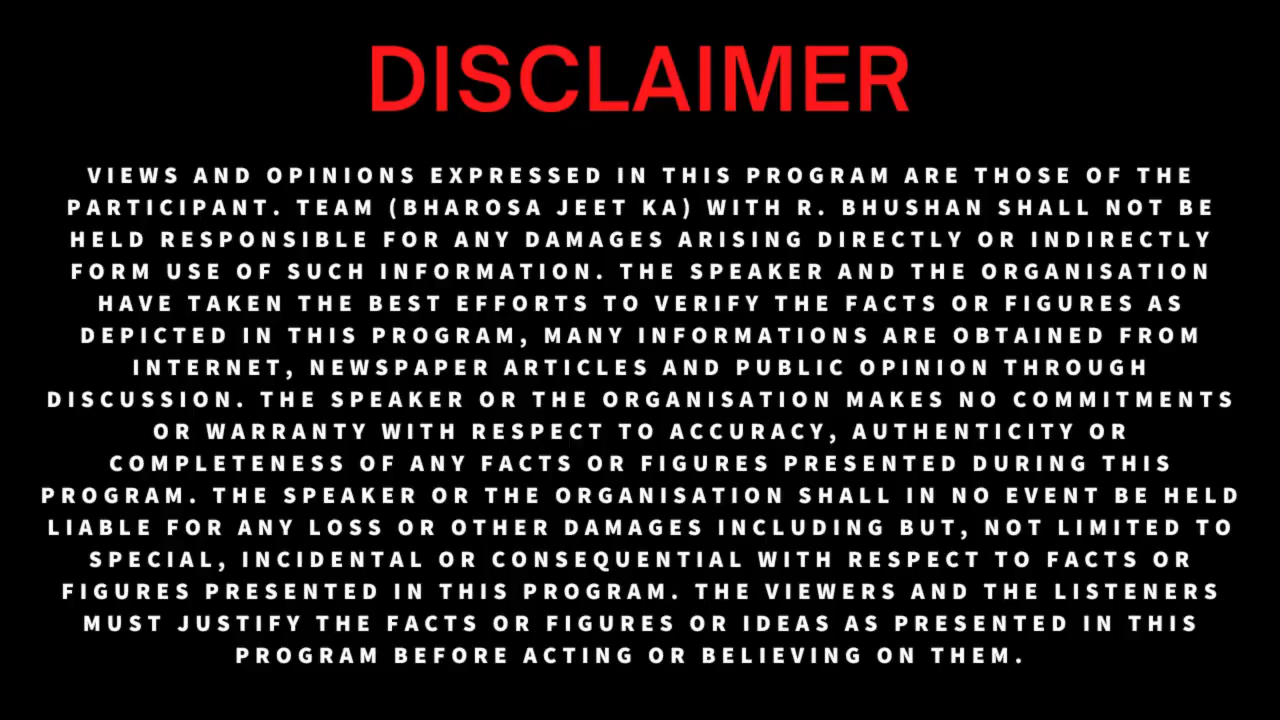 DISCLAIMER
VIEWS AND OPINIONS EXPRESSED IN THIS PROGRAM ARE THOSE OF THE
PARTICIPANT. TEAM (BHAROSA JEET KA) WITH R. BHUSHAN SHALL NOT BE
HELD RESPONSIBLE FOR ANY DAMAGES ARISING DIRECTLY OR INDIRECTLY
FORM USE OF SUCH INFORMATION. THE SPEAKER AND THE ORGANISATION
HAVE TAKEN THE BEST EFFORTS TO VERIFY THE FACTS OR FIGURES AS
DEPICTED IN THIS PROGRAM, MANY INFORMATIONS ARE OBTAINED FROM
INTERNET, NEWSPAPER ARTICLES AND PUBLIC OPINION THROUGH
DISCUSSION. THE SPEAKER OR THE ORGANISATION MAKES NO COMMITMENTS
OR WARRANTY WITH RESPECT TO ACCURACY, AUTHENTICITY OR
COMPLETENESS OF ANY FACTS OR FIGURES PRESENTED DURING THIS
PROGRAM. THE SPEAKER OR THE ORGANISATION SHALL IN NO EVENT BE HELD
LIABLE FOR ANY LOSS OR OTHER DAMAGES INCLUDING BUT, NOT LIMITED TO
SPECIAL, INCIDENTAL OR CONSEQUENTIAL WITH RESPECT TO FACTS OR
FIGURES PRESENTED IN THIS PROGRAM. THE VIEWERS AND THE LISTENERS
MUST JUSTIFY THE FACTS OR FIGURES OR IDEAS AS PRESENTED IN THIS
PROGRAM BEFORE ACTING OR BELIEVING ON THEM.